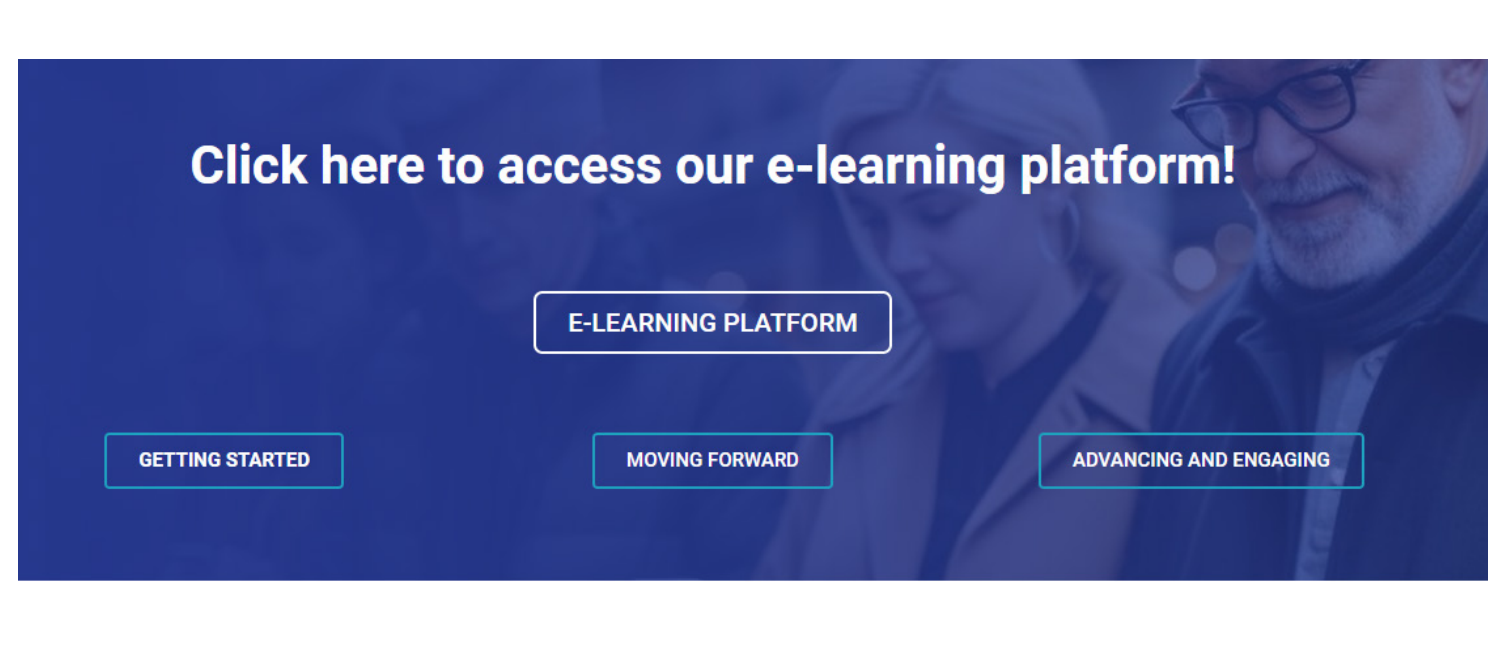 Click here to access our e-learning platform!
E-LEARNING PLATFORM
GETTING STARTED
MOVING FORWARD
ADVANCING AND ENGAGING